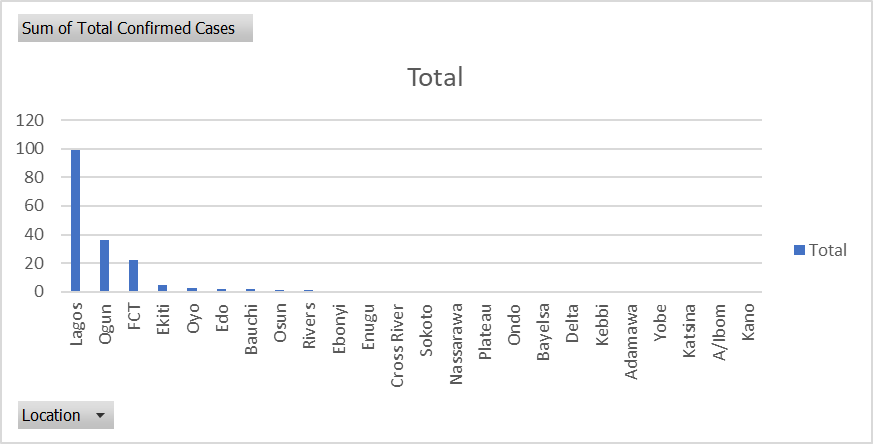 Sum of Total Confirmed Cases
Total
120
100
80
60
40
20
0
Lagos
Ogun
FCT
Ekiti
Oyo
Edo
Bauchi
Osun
Rivers
Ebonyi
Enugu
Cross River
Sokoto
Nassarawa
Plateau
Ondo
Bayelsa
Delta
Kebbi
Adamawa
Yobe
Katsina
A/Ibom
Kano
Total
Location